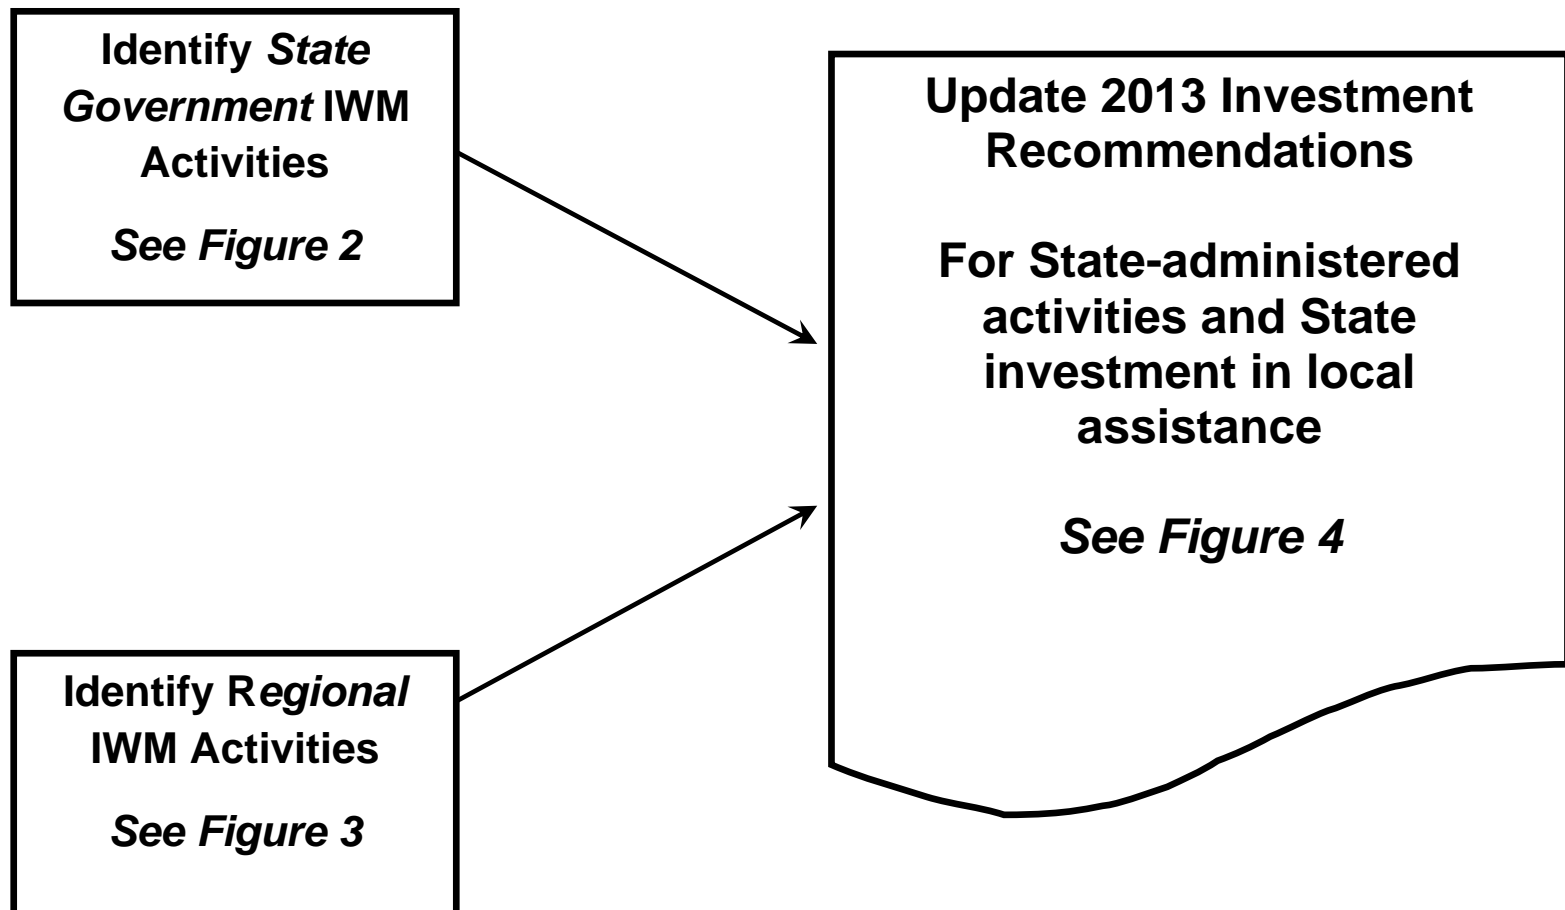 Identify State
Government IWM
Activities
See Figure 2
Update 2013 Investment
Recommendations
For State-administered
activities and State
investment in local
assistance
See Figure 4
Identify Regional
IWM Activities
See Figure 3